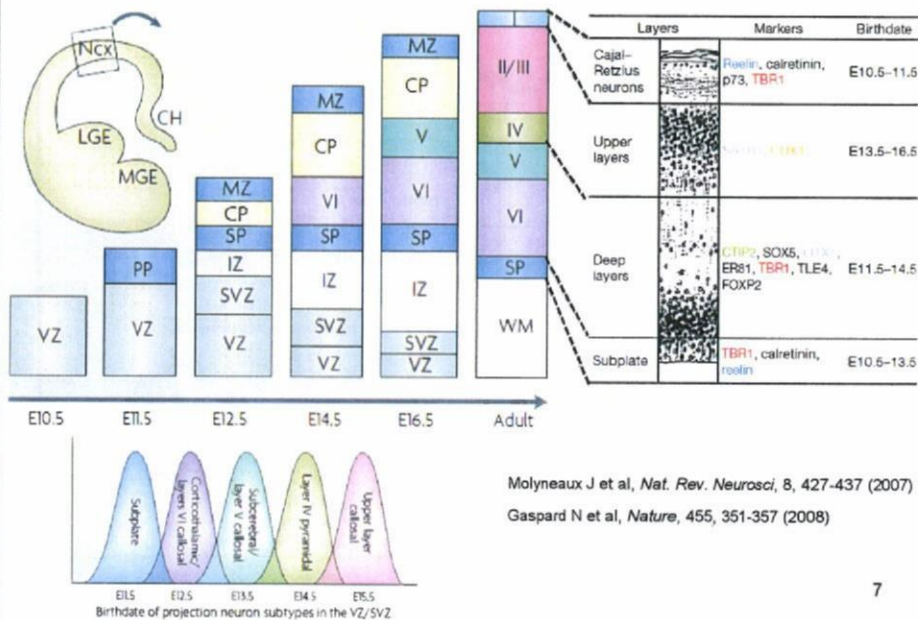 Ncx
CH
LGE
MGE
VZ
PP
VZ
MZ
CP
SP
IZ
SVZ
VZ
MZ
CP
VI
SP
IZ
SVZ
VZ
MZ
CP
V
VI
SP
IZ
SVZ
VZ
I
II/III
IV
V
VI
SP
WM
E10.5
E11.5
E12.5
E14.5
E16.5
Adult
Layers Markers Birthdate
Cajal–
Retzius
neurons
Reelin, calretinin,
p73, TBR1
E10.5–11.5
Upper
layers
E13.5–16.5
Deep
layers
CTIP2, SOX5,
ER81, TBR1, TLE4,
FOXP2
E11.5–14.5
Subplate
TBR1, calretinin,
reelin
E10.5–13.5
Subplate
Corticothalamic/
layers VI callosal
Subcerebral/
layer V callosal
Layer IV pyramidal
Upper layer
callosal
E11.5
E12.5
E13.5
E14.5
E15.5
Birthdate of projection neuron subtypes in the VZ/SVZ
Molyneaux J et al, Nat. Rev. Neurosci, 8, 427-437 (2007)
Gaspard N et al, Nature, 455, 351-357 (2008)
7